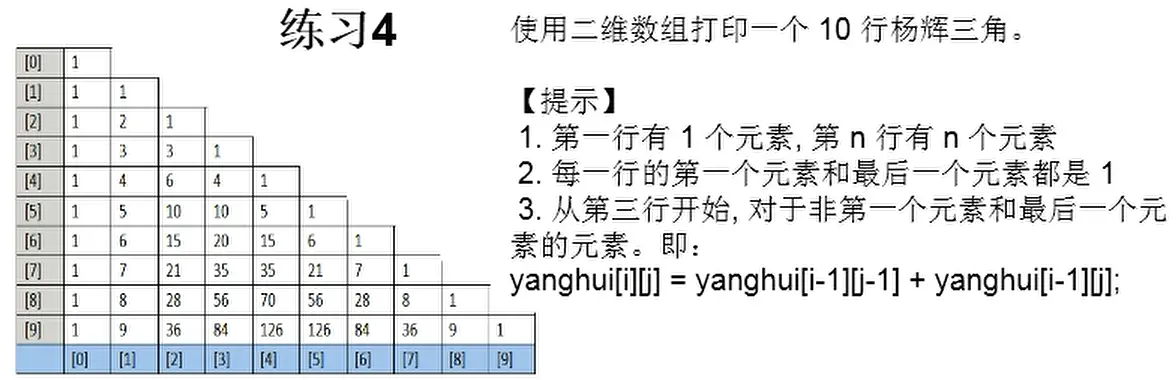 练习4
使用二维数组打印一个 10 行杨辉三角。
【提示】
1. 第一行有 1 个元素, 第 n 行有 n 个元素
2. 每一行的第一个元素和最后一个元素都是 1
3. 从第三行开始, 对于非第一个元素和最后一个元
素的元素。即：
yanghui[i][j] = yanghui[i-1][j-1] + yanghui[i-1][j];
[0] 1
[1] 1 1
[2] 1 2 1
[3] 1 3 3 1
[4] 1 4 6 4 1
[5] 1 5 10 10 5 1
[6] 1 6 15 20 15 6 1
[7] 1 7 21 35 35 21 7 1
[8] 1 8 28 56 70 56 28 8 1
[9] 1 9 36 84 126 126 84 36 9 1
[0] [1] [2] [3] [4] [5] [6] [7] [8] [9]